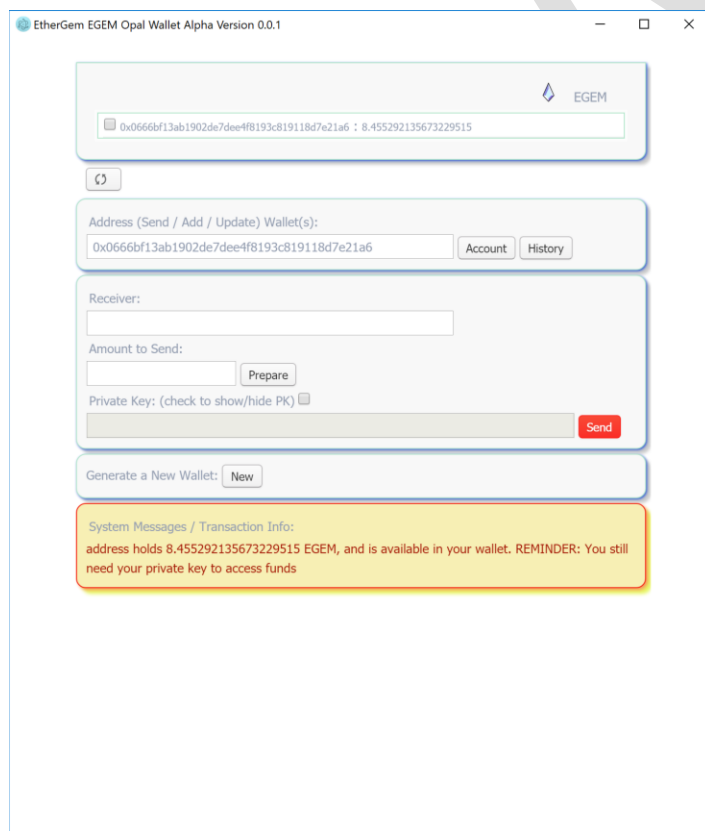 EtherGem EGEM Opal Wallet Alpha Version 0.0.1
EGEM
0x0666bf13ab1902de7dee4f8193c819118d7e21a6 : 8.455292135673229515
Address (Send / Add / Update) Wallet(s):
0x0666bf13ab1902de7dee4f8193c819118d7e21a6 Account History
Receiver:
Amount to Send:
Prepare
Private Key: (check to show/hide PK)
Send
Generate a New Wallet: New
System Messages / Transaction Info:
address holds 8.455292135673229515 EGEM, and is available in your wallet. REMINDER: You still
need your private key to access funds